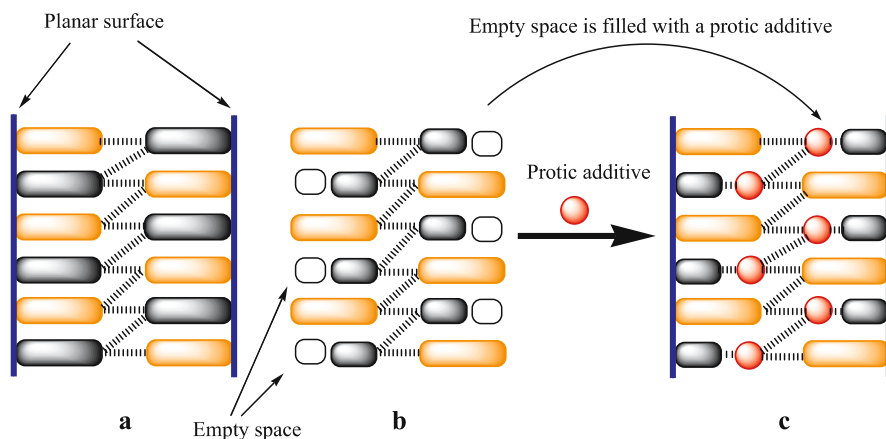 Planar surface
Empty space is filled with a protic additive
Protic additive
Empty space
a
b
c